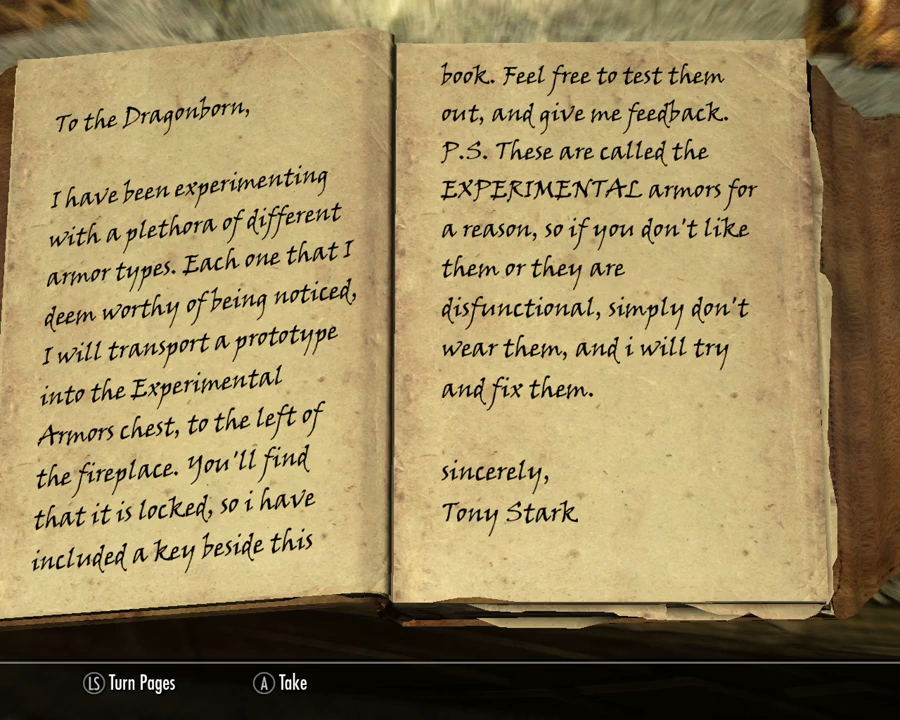 To the Dragonborn,
I have been experimenting
with a plethora of different
armor types. Each one that I
deem worthy of being noticed,
I will transport a prototype
into the Experimental
Armors chest, to the left of
the fireplace. You'll find
that it is locked, so i have
included a key beside this
book. Feel free to test them
out, and give me feedback.
P.S. These are called the
EXPERIMENTAL armors for
a reason, so if you don't like
them or they are
disfunctional, simply don't
wear them, and i will try
and fix them.
sincerely,
Tony Stark
LS Turn Pages A Take